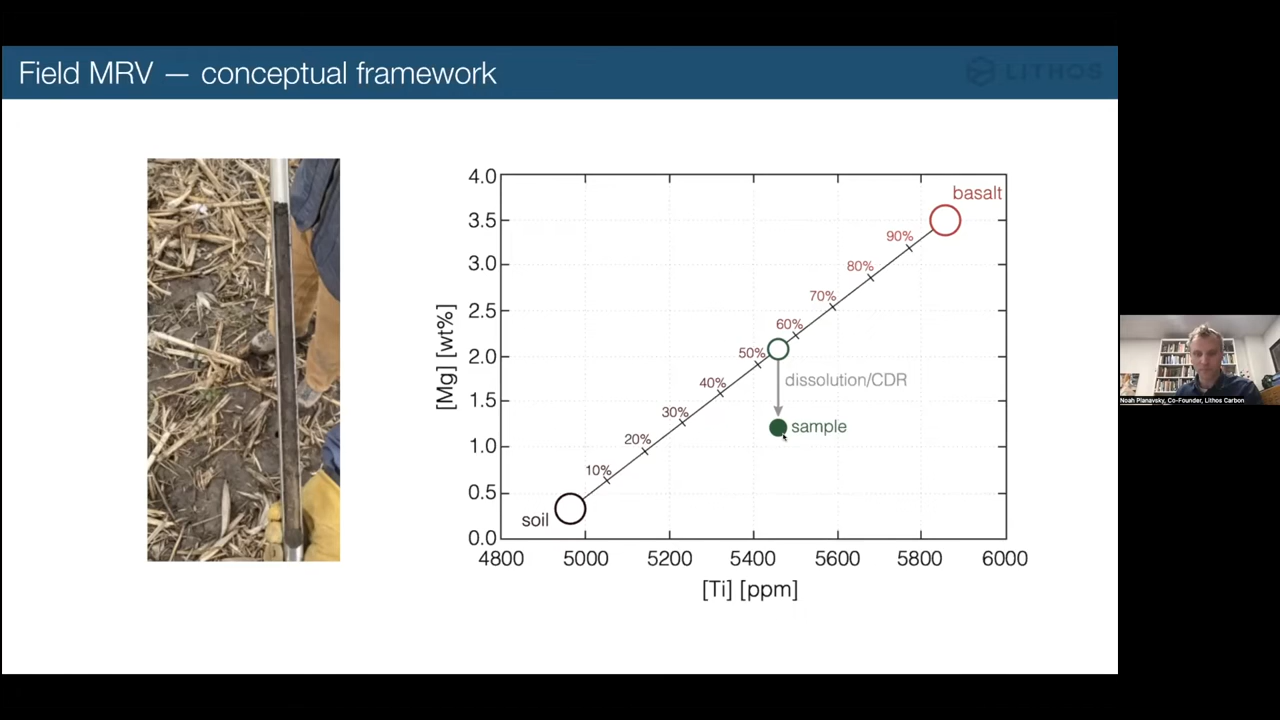 Field MRV — conceptual framework
LITHOS
4.0
3.5
3.0
2.5
2.0
1.5
1.0
0.5
0.0
[Mg] [wt%]
basalt
90%
80%
70%
60%
50%
40%
30%
20%
10%
dissolution/CDR
sample
soil
4800 5000 5200 5400 5600 5800 6000
[Ti] [ppm]
Noah Planavsky, Co-Founder, Lithos Carbon